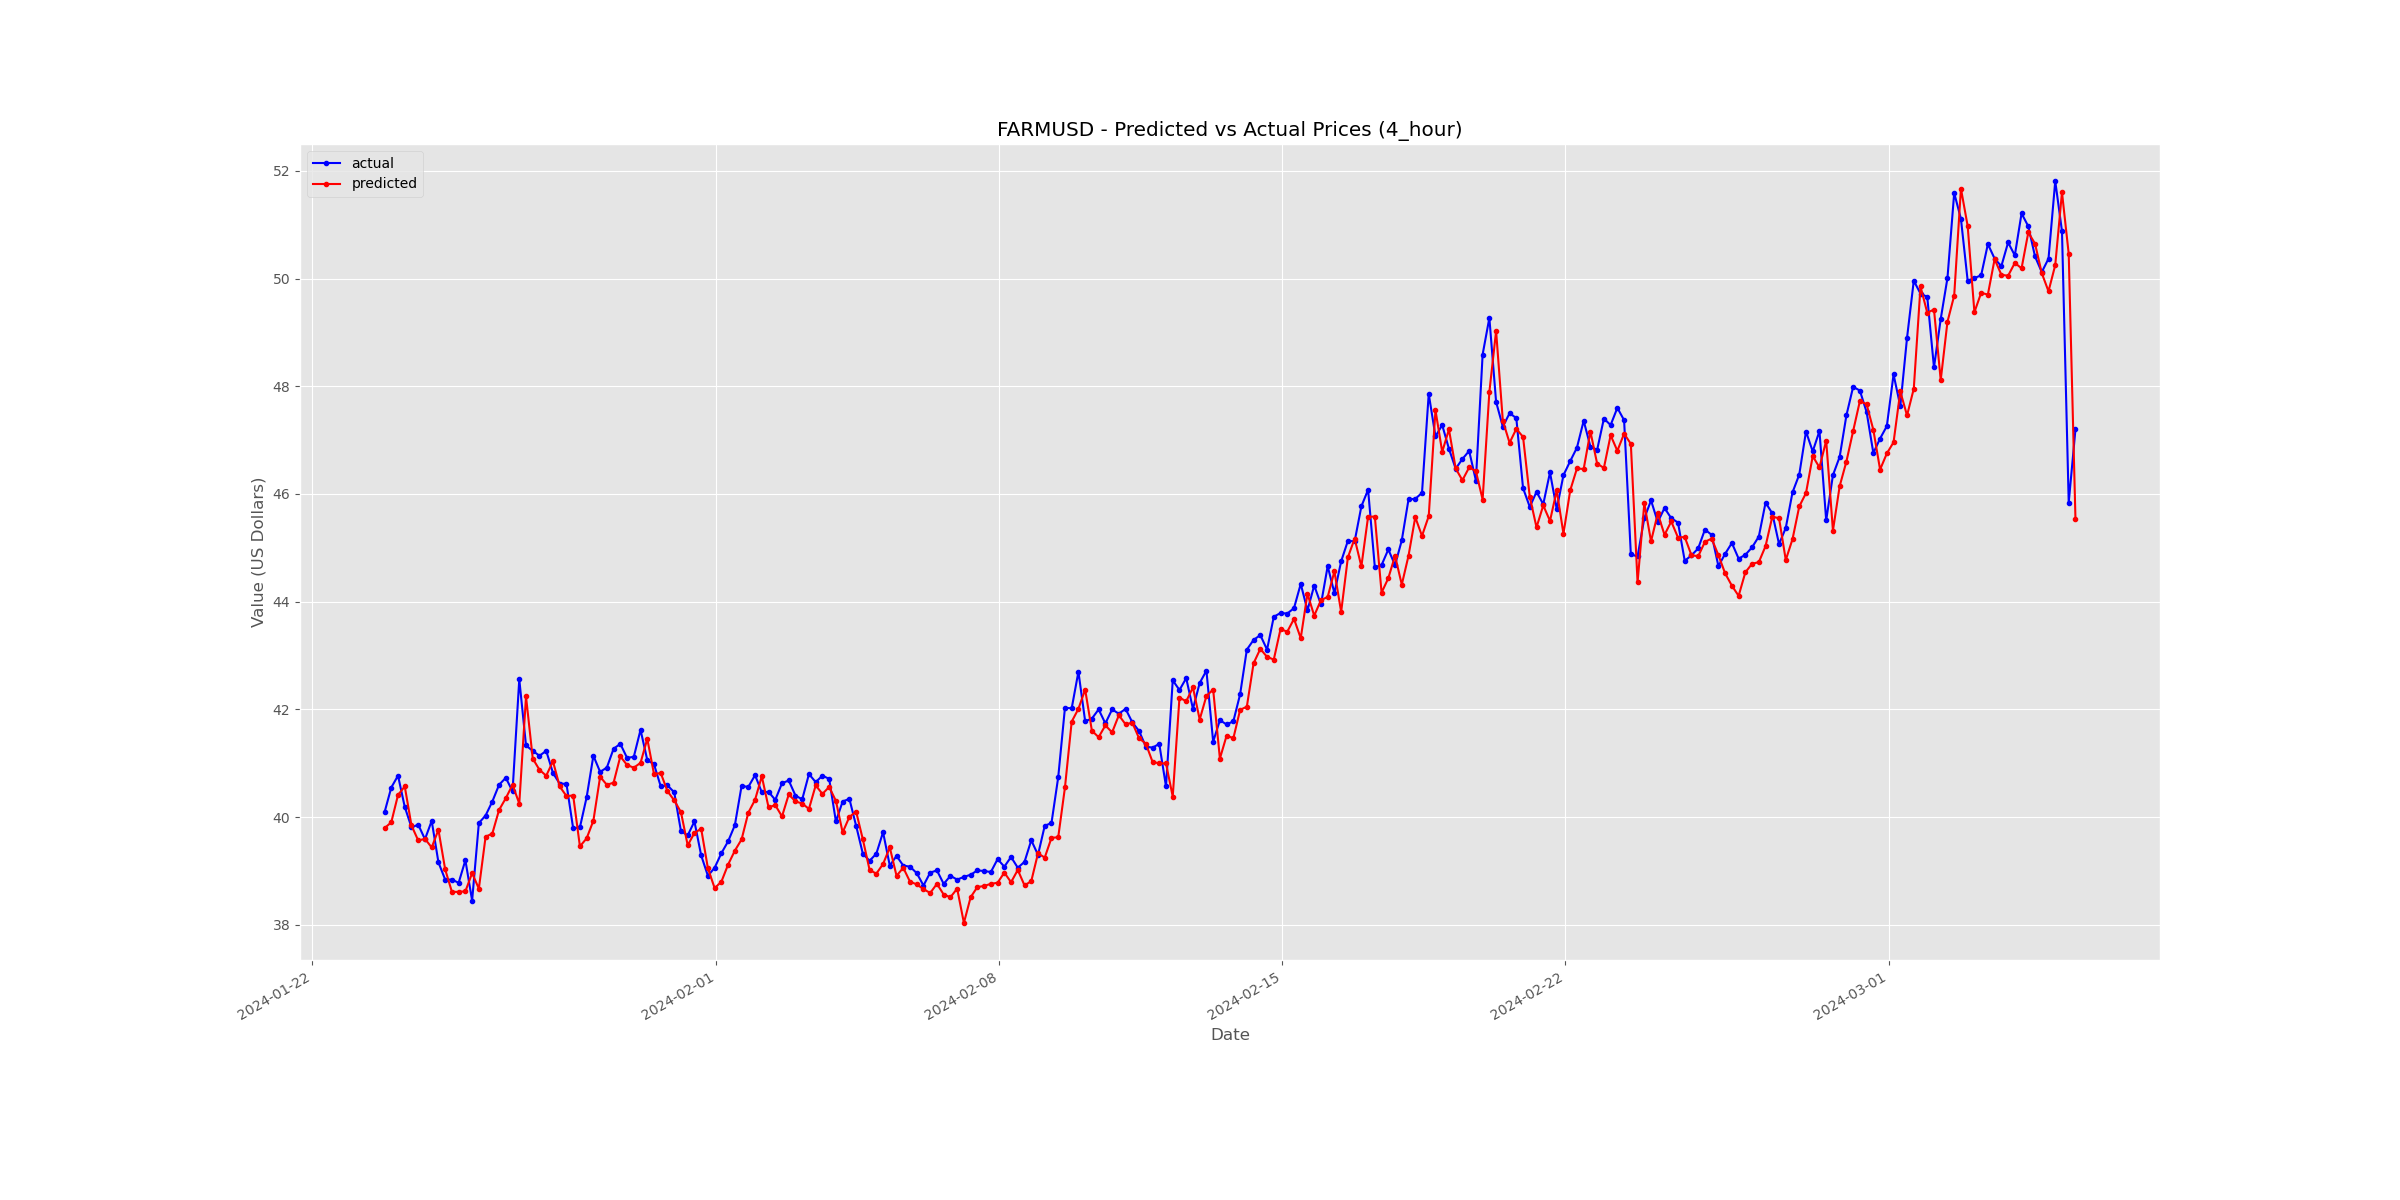 FARMUSD - Predicted vs Actual Prices (4_hour)
actual
predicted
52
50
48
46
44
42
40
38
Value (US Dollars)
2024-01-22
2024-02-01
2024-02-08
2024-02-15
2024-02-22
2024-03-01
Date